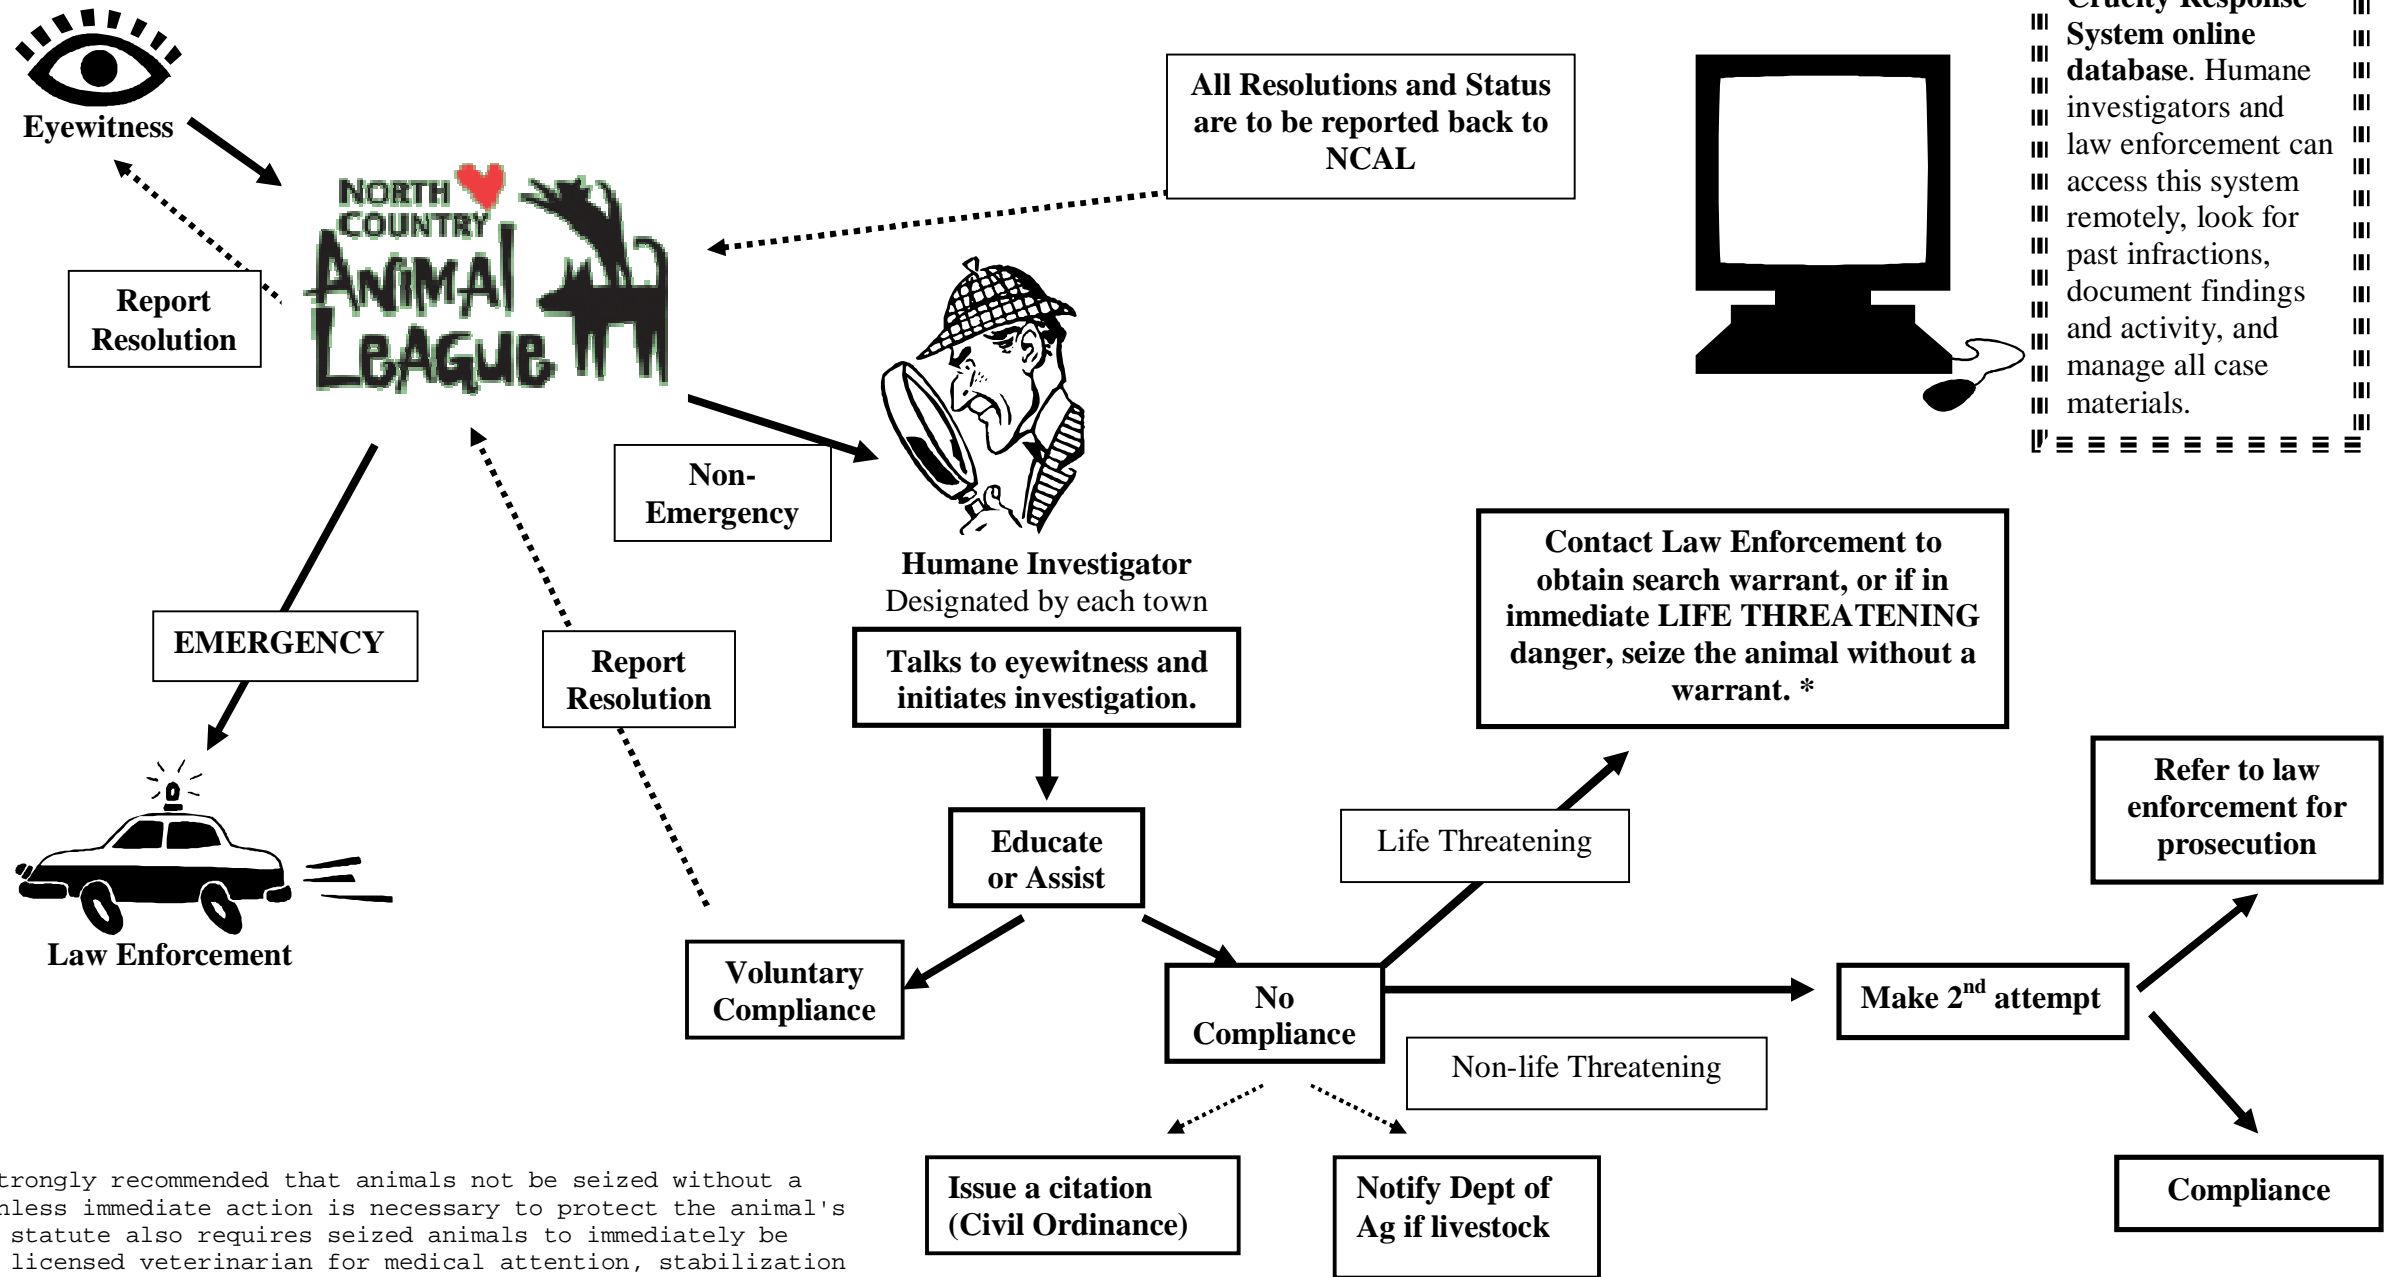 Eyewitness
NORTH
COUNTRY
ANIMAL
LEAGUE
Report
Resolution
All Resolutions and Status
are to be reported back to
NCAL
Cruelty Response
System online
database. Humane
investigators and
law enforcement can
access this system
remotely, look for
past infractions,
document findings
and activity, and
manage all case
materials.
Non-
Emergency
Humane Investigator
Designated by each town
Talks to eyewitness and
initiates investigation.
EMERGENCY
Law Enforcement
Report
Resolution
Educate
or Assist
Voluntary
Compliance
No
Compliance
Life Threatening
Contact Law Enforcement to
obtain search warrant, or if in
immediate LIFE THREATENING
danger, seize the animal without a
warrant. *
Non-life Threatening
Make 2nd attempt
Refer to law
enforcement for
prosecution
Compliance
Issue a citation
(Civil Ordinance)
Notify Dept of
Ag if livestock
recommended that animals not be seized without a
immediate action is necessary to protect the animal's
statute also requires seized animals to immediately be
licensed veterinarian for medical attention, stabilization